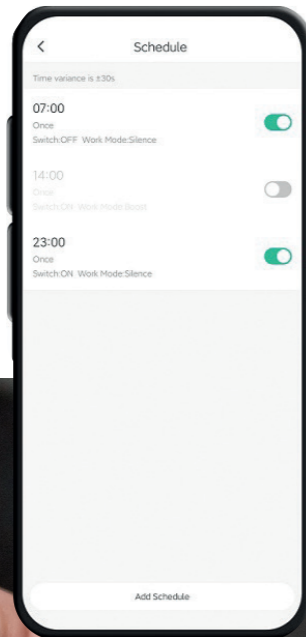 Schedule
Time variance is ±30s
07:00
Once
Switch:OFF Work Mode:Silence
14:00
Once
Switch:ON Work Mode:Boost
23:00
Once
Switch:ON Work Mode:Silence
Add Schedule